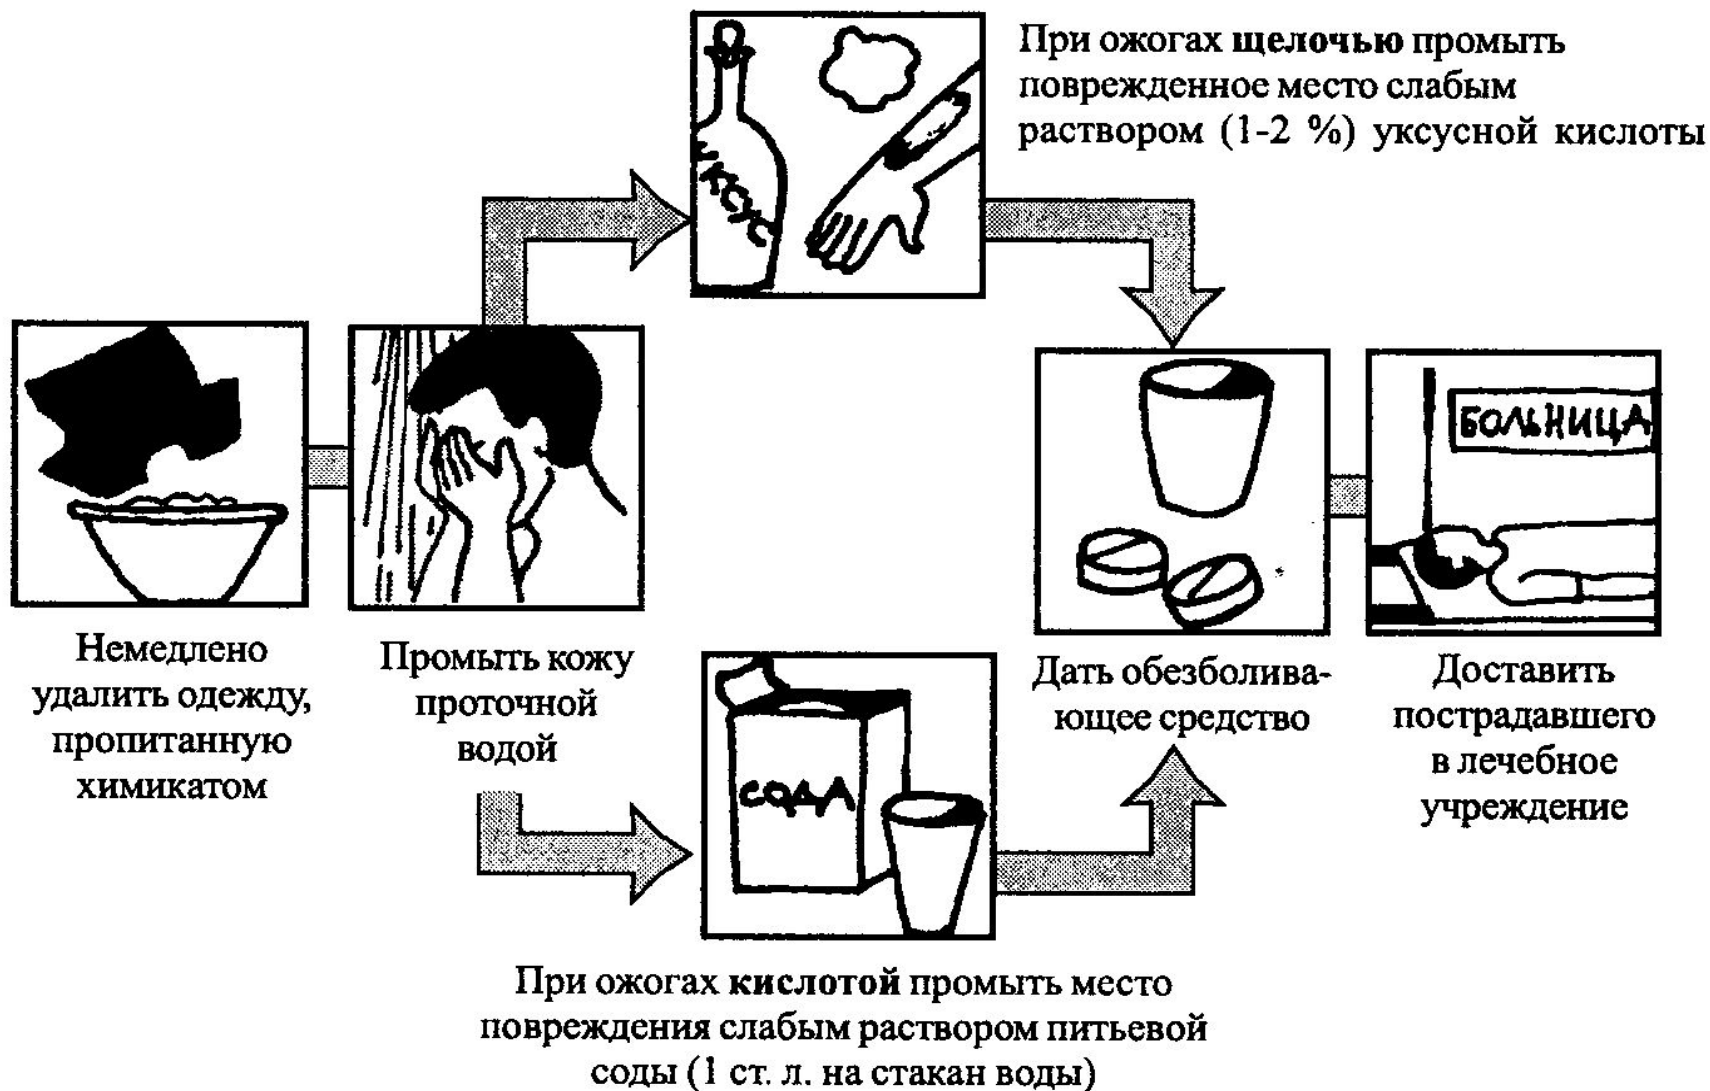 При ожогах щелочью промыть
поврежденное место слабым
раствором (1-2 %) уксусной кислоты
УКСУС
БОЛЬНИЦА
Немедлено
удалить одежду,
пропитанную
химикатом
Промыть кожу
проточной
водой
СОДА
Дать обезболива-
ющее средство
Доставить
пострадавшего
в лечебное
учреждение
При ожогах кислотой промыть место
повреждения слабым раствором питьевой
соды (1 ст. л. на стакан воды)